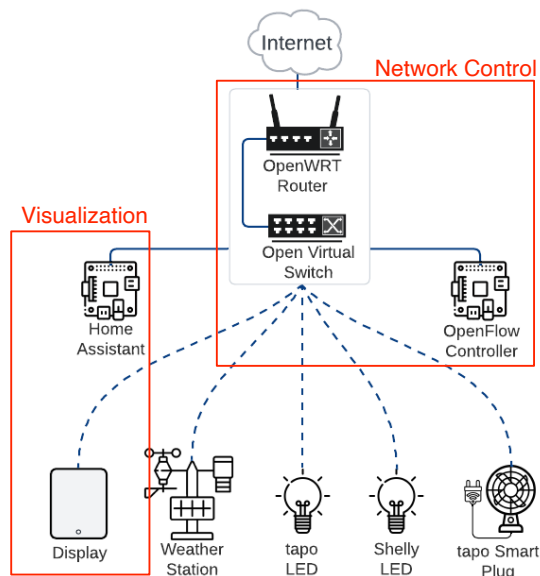 Internet
Network Control
OpenWRT
Router
Visualization
Open Virtual
Switch
Home
Assistant
OpenFlow
Controller
Display
Weather
Station
tapo
LED
Shelly
LED
tapo Smart
Plug